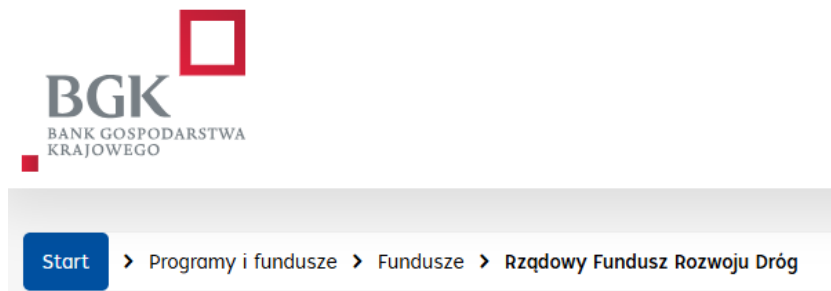 BGK
BANK GOSPODARSTWA
KRAJOWEGO
Start > Programy i fundusze > Fundusze > Rządowy Fundusz Rozwoju Dróg